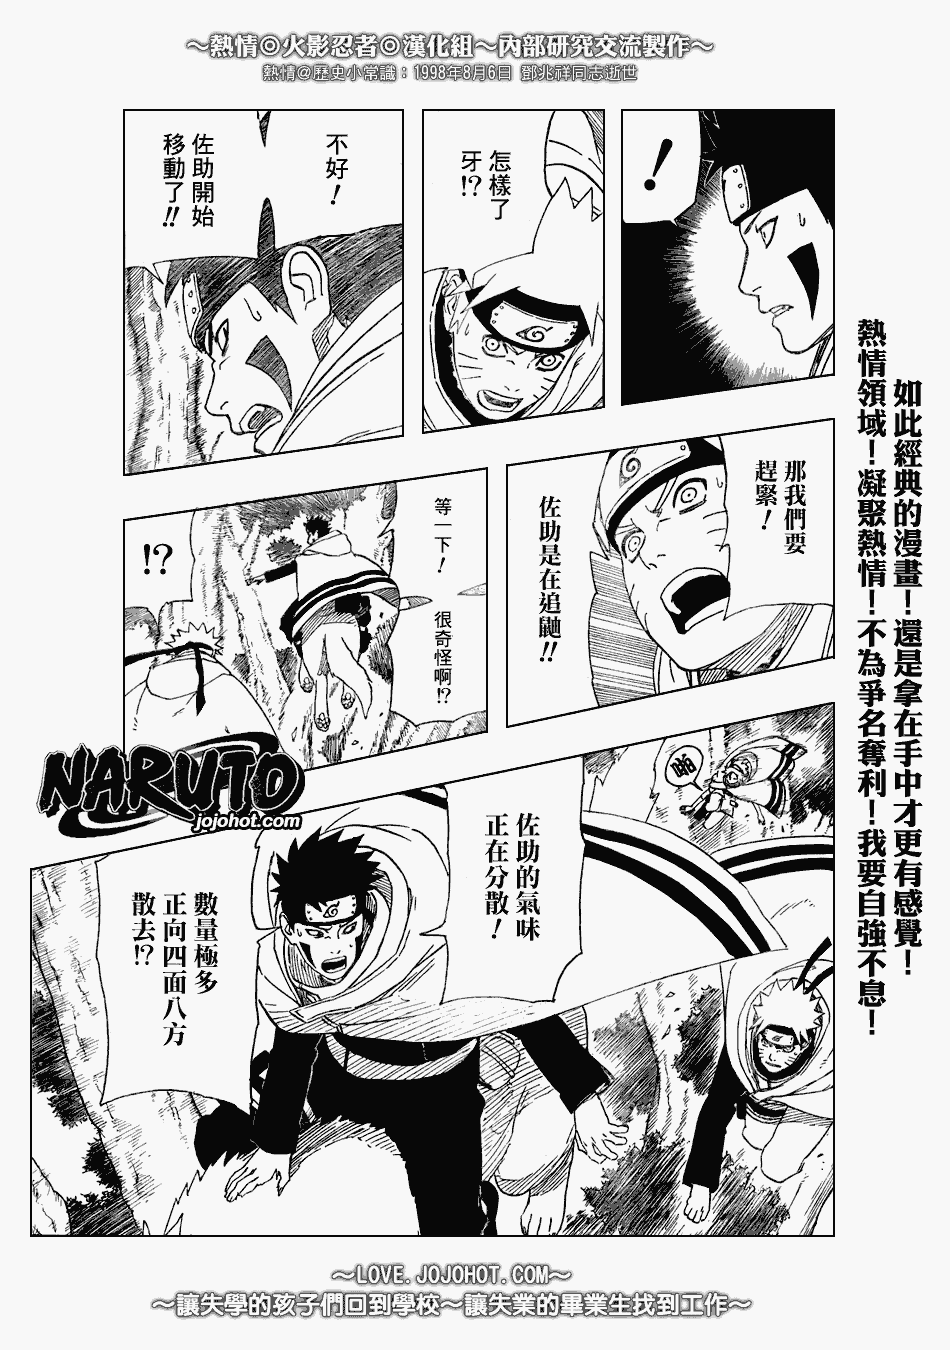 ～熱情◎火影忍者◎漢化組～內部研究交流製作～
熱情@歷史小常識：1998年8月6日 鄧兆祥同志逝世
！
怎樣了
牙!?
不好！
佐助開始
移動了!!
那我們要
趕緊！
佐助是在追鼬!!
等一下！
很奇怪啊!?
!?
啪
佐助的氣味
正在分散！
數量極多
正向四面八方
散去!?
NARUTO
jojohot.com
如此經典的漫畫！還是拿在手中才更有感覺！
熱情領域！凝聚熱情！不為爭名奪利！我要自強不息！
～LOVE.JOJOHOT.COM～
～讓失學的孩子們回到學校～讓失業的畢業生找到工作～